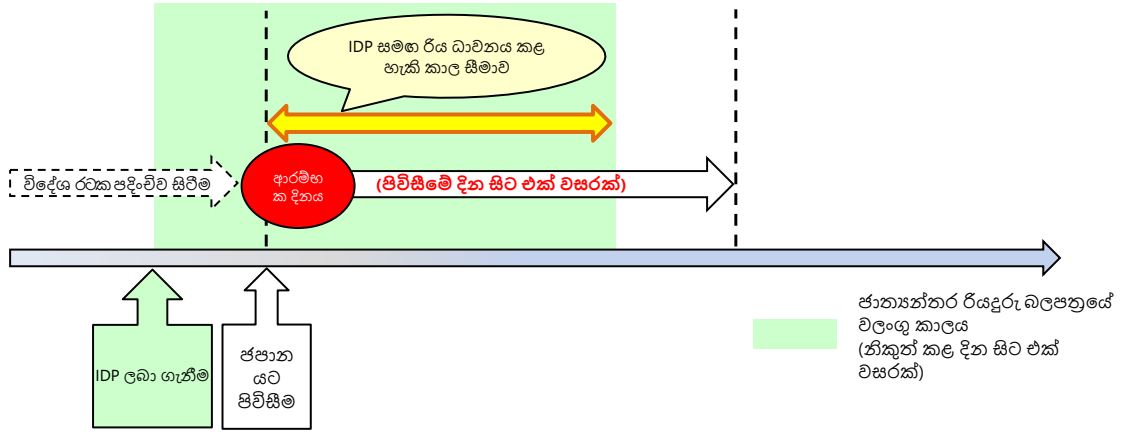 IDP සමඟ රිය ධාවනය කළ
හැකි කාල සීමාව
විදේශ රටක පදිංචිව සිටීම
ආරම්භ
ක දිනය
(පිවිසීමේ දින සිට එක් වසරක්)
IDP ලබා ගැනීම
ජපාන
යට
පිවිසීම
ජාත්‍යන්තර රියදුරු බලපත්‍රයේ
වලංගු කාලය
(නිකුත් කළ දින සිට එක්
වසරක්)